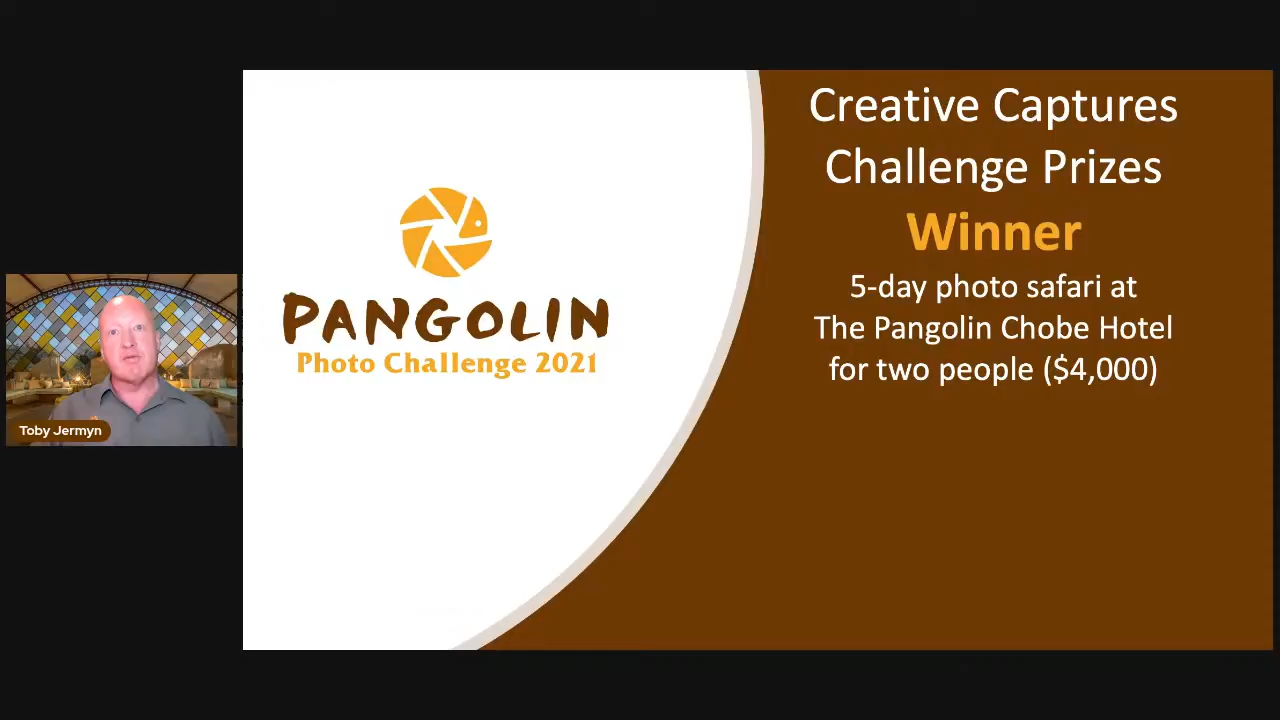 Creative Captures
Challenge Prizes
Winner
5-day photo safari at
The Pangolin Chobe Hotel
for two people ($4,000)
PANGOLIN
Photo Challenge 2021
Toby Jermyn